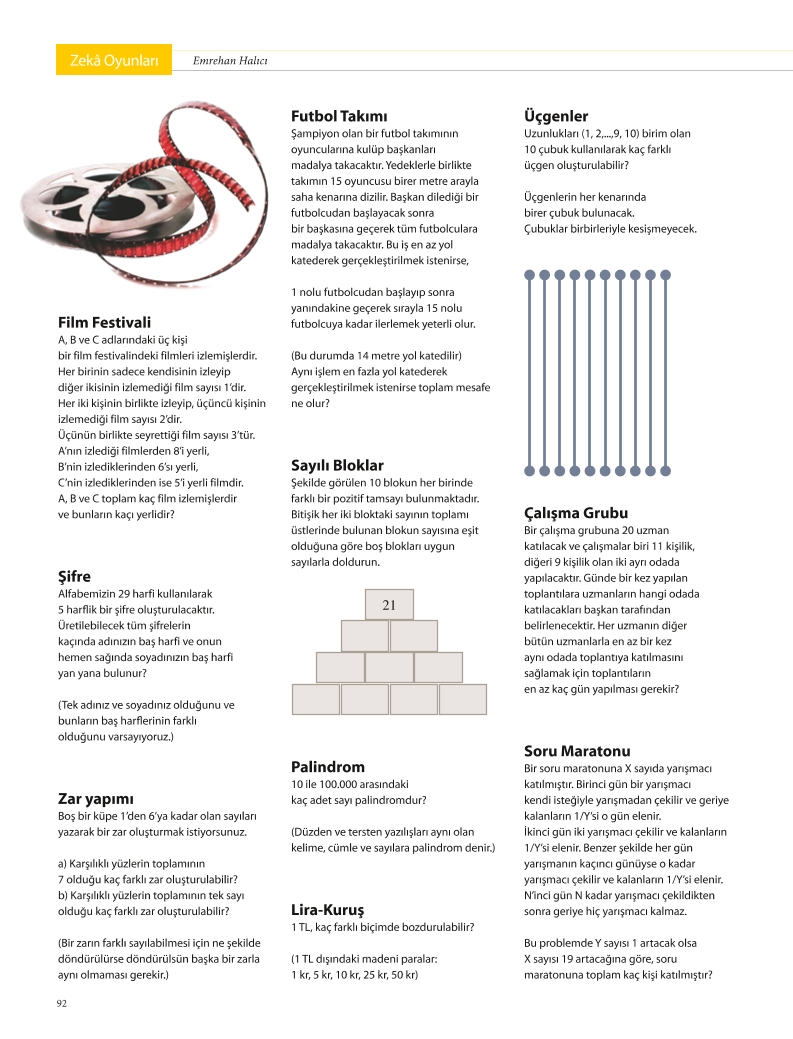 Zekâ Oyunları
Emrehan Halıcı
Film Festivali
A, B ve C adlarındaki üç kişi
bir film festivalindeki filmleri izlemişlerdir.
Her birinin sadece kendisinin izleyip
diğer ikisinin izlemediği film sayısı 1’dir.
Her iki kişinin birlikte izleyip, üçüncü kişinin
izlemediği film sayısı 2’dir.
Üçünün birlikte seyrettiği film sayısı 3’tür.
A’nın izlediği filmlerden 8’i yerli,
B’nin izlediklerinden 6’sı yerli,
C’nin izlediklerinden ise 5’i yerli filmdir.
A, B ve C toplam kaç film izlemişlerdir
ve bunların kaçı yerlidir?
Şifre
Alfabemizin 29 harfi kullanılarak
5 harflik bir şifre oluşturulacaktır.
Üretilebilecek tüm şifrelerin
kaçında adınızın baş harfi ve onun
hemen sağında soyadınızın baş harfi
yan yana bulunur?
(Tek adınız ve soyadınız olduğunu ve
bunların baş harflerinin farklı
olduğunu varsayıyoruz.)
Zar yapımı
Boş bir küpe 1’den 6’ya kadar olan sayıları
yazarak bir zar oluşturmak istiyorsunuz.
a) Karşılıklı yüzlerin toplamının
7 olduğu kaç farklı zar oluşturulabilir?
b) Karşılıklı yüzlerin toplamının tek sayı
olduğu kaç farklı zar oluşturulabilir?
(Bir zarın farklı sayılabilmesi için ne şekilde
döndürülürse döndürülsün başka bir zarla
aynı olmaması gerekir.)
Futbol Takımı
Şampiyon olan bir futbol takımının
oyuncularına kulüp başkanları
madalya takacaktır. Yedeklerle birlikte
takımın 15 oyuncusu birer metre arayla
saha kenarına dizilir. Başkan dilediği bir
futbolcudan başlayacak sonra
bir başkasına geçerek tüm futbolculara
madalya takacaktır. Bu iş en az yol
katederek gerçekleştirilmek istenirse,
1 nolu futbolcudan başlayıp sonra
yanındakine geçerek sırayla 15 nolu
futbolcuya kadar ilerlemek yeterli olur.
(Bu durumda 14 metre yol katedilir)
Aynı işlem en fazla yol katederek
gerçekleştirilmek istenirse toplam mesafe
ne olur?
Sayılı Bloklar
Şekilde görülen 10 blokun her birinde
farklı bir pozitif tamsayı bulunmaktadır.
Bitişik her iki bloktaki sayının toplamı
üstlerinde bulunan blokun sayısına eşit
olduğuna göre boş blokları uygun
sayılarla doldurun.
21
Palindrom
10 ile 100.000 arasındaki
kaç adet sayı palindromdur?
(Düzden ve tersten yazılışları aynı olan
kelime, cümle ve sayılara palindrom denir.)
Lira-Kuruş
1 TL, kaç farklı biçimde bozdurulabilir?
(1 TL dışındaki madeni paralar:
1 kr, 5 kr, 10 kr, 25 kr, 50 kr)
Üçgenler
Uzunlukları (1, 2,...,9, 10) birim olan
10 çubuk kullanılarak kaç farklı
üçgen oluşturulabilir?
Üçgenlerin her kenarında
birer çubuk bulunacak.
Çubuklar birbirleriyle kesişmeyecek.
Çalışma Grubu
Bir çalışma grubuna 20 uzman
katılacak ve çalışmalar biri 11 kişilik,
diğeri 9 kişilik olan iki ayrı odada
yapılacaktır. Günde bir kez yapılan
toplantılara uzmanların hangi odada
katılacakları başkan tarafından
belirlenecektir. Her uzmanın diğer
bütün uzmanlarla en az bir kez
aynı odada toplantıya katılmasını
sağlamak için toplantıların
en az kaç gün yapılması gerekir?
Soru Maratonu
Bir soru maratonuna X sayıda yarışmacı
katılmıştır. Birinci gün bir yarışmacı
kendi isteğiyle yarışmadan çekilir ve geriye
kalanların 1/Y’si o gün elenir.
İkinci gün iki yarışmacı çekilir ve kalanların
1/Y’si elenir. Benzer şekilde her gün
yarışmanın kaçıncı günüyse o kadar
yarışmacı çekilir ve kalanların 1/Y’si elenir.
N’inci gün N kadar yarışmacı çekildikten
sonra geriye hiç yarışmacı kalmaz.
Bu problemde Y sayısı 1 artacak olsa
X sayısı 19 artacağına göre, soru
maratonuna toplam kaç kişi katılmıştır?
92